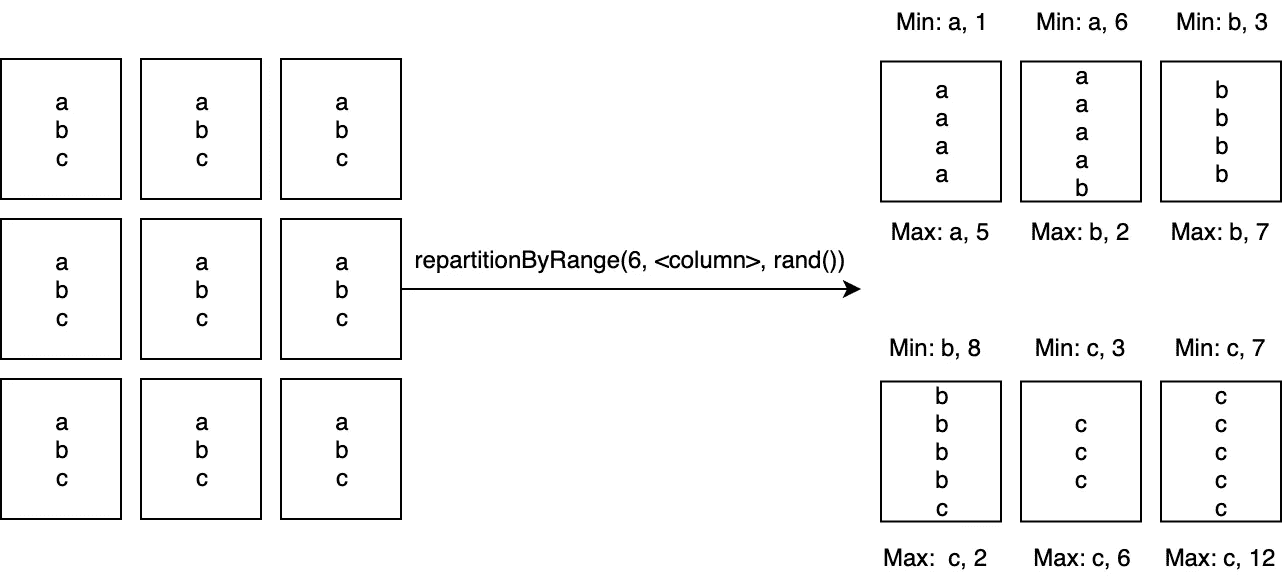 a
b
c
a
b
c
a
b
c
a
b
c
a
b
c
a
b
c
a
b
c
a
b
c
a
b
c
repartitionByRange(6, <column>, rand())
Min: a, 1
a
a
a
a
Max: a, 5
Min: a, 6
a
a
a
a
b
Max: b, 2
Min: b, 3
b
b
b
b
Max: b, 7
Min: b, 8
b
b
b
b
c
Max: c, 2
Min: c, 3
c
c
c
Max: c, 6
Min: c, 7
c
c
c
c
c
Max: c, 12